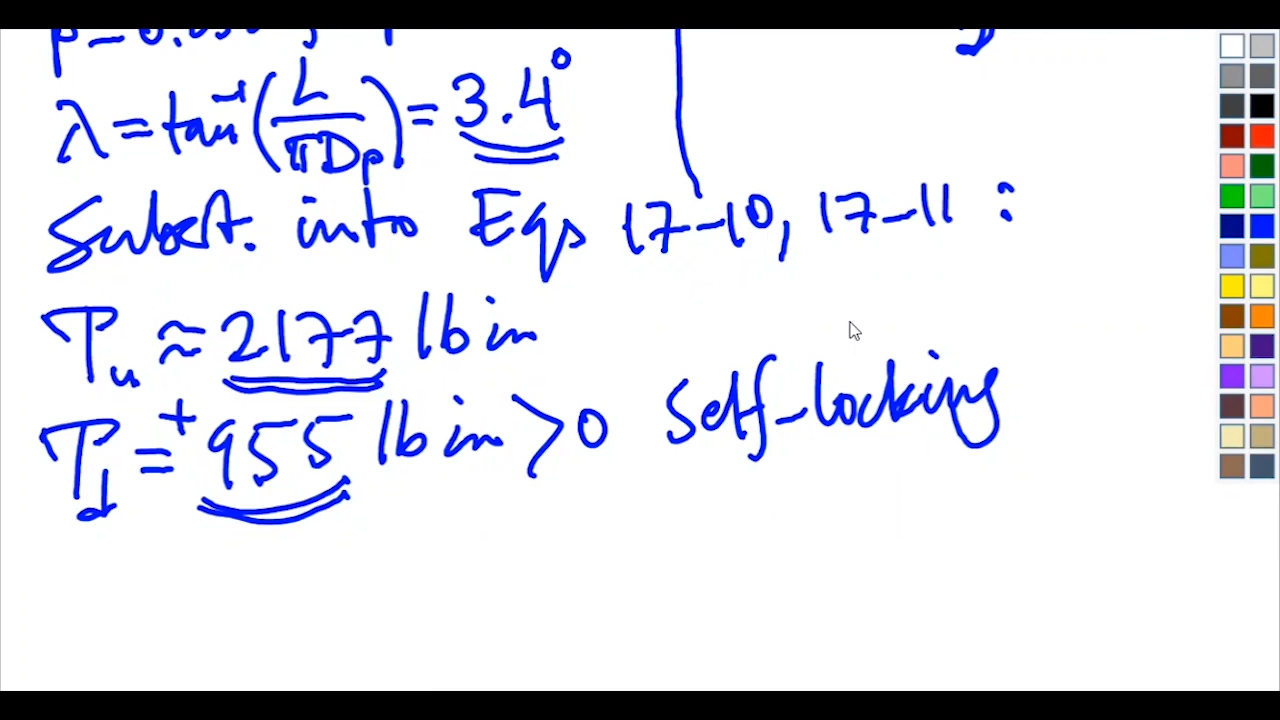 λ = tan⁻¹(L/πDp) = 3.4°
Subst. into Eqs 17-10, 17-11 :
Tu ≈ 2177 lb in
Td = +955 lb in > 0 self-locking